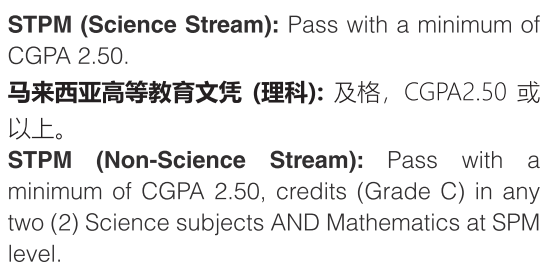 STPM (Science Stream): Pass with a minimum of
CGPA 2.50.
马来西亚高等教育文凭 (理科): 及格，CGPA2.50 或
以上。
STPM (Non-Science Stream): Pass with a
minimum of CGPA 2.50, credits (Grade C) in any
two (2) Science subjects AND Mathematics at SPM
level.